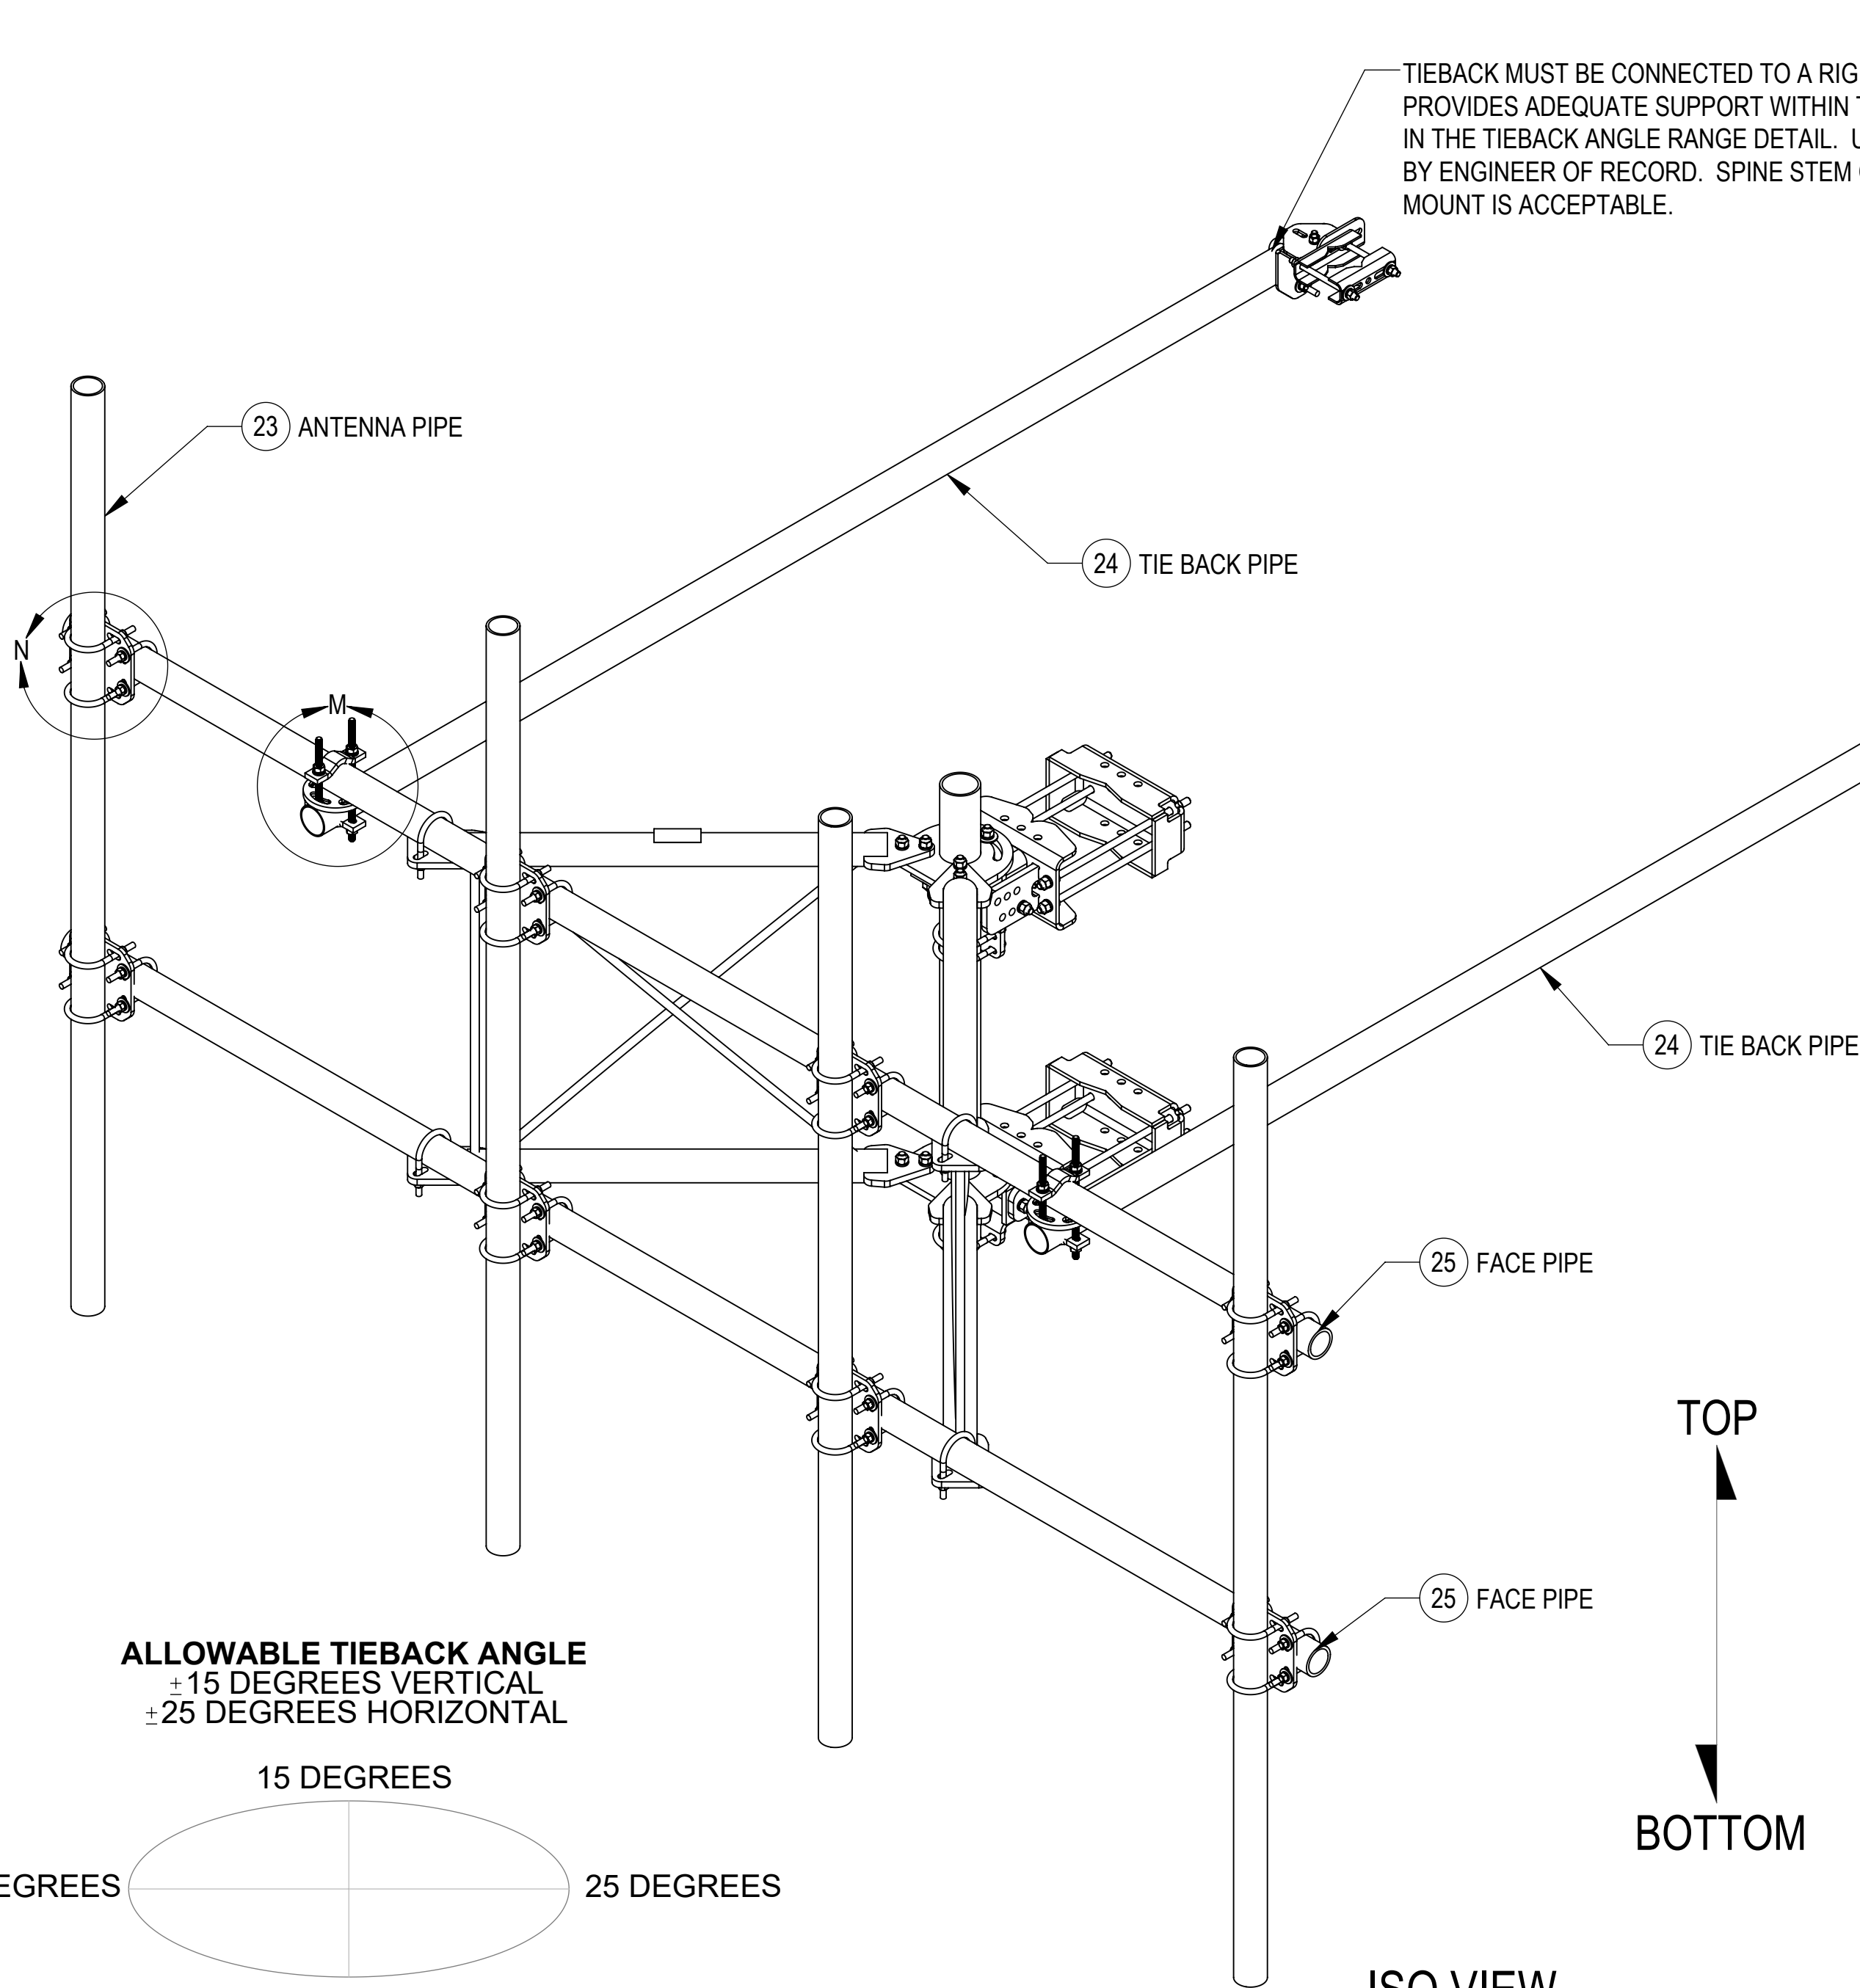 TIEBACK MUST BE CONNECTED TO A
PROVIDES ADEQUATE SUPPORT WITHIN
IN THE TIEBACK ANGLE RANGE DETAIL.
BY ENGINEER OF RECORD. SPINE STEM
MOUNT IS ACCEPTABLE.
23 ANTENNA PIPE
24 TIE BACK PIPE
N
M
24 TIE BACK PIPE
25 FACE PIPE
TOP
25 FACE PIPE
ALLOWABLE TIEBACK ANGLE
±15 DEGREES VERTICAL
±25 DEGREES HORIZONTAL
15 DEGREES
BOTTOM
EGREES
25 DEGREES
ISO VIEW